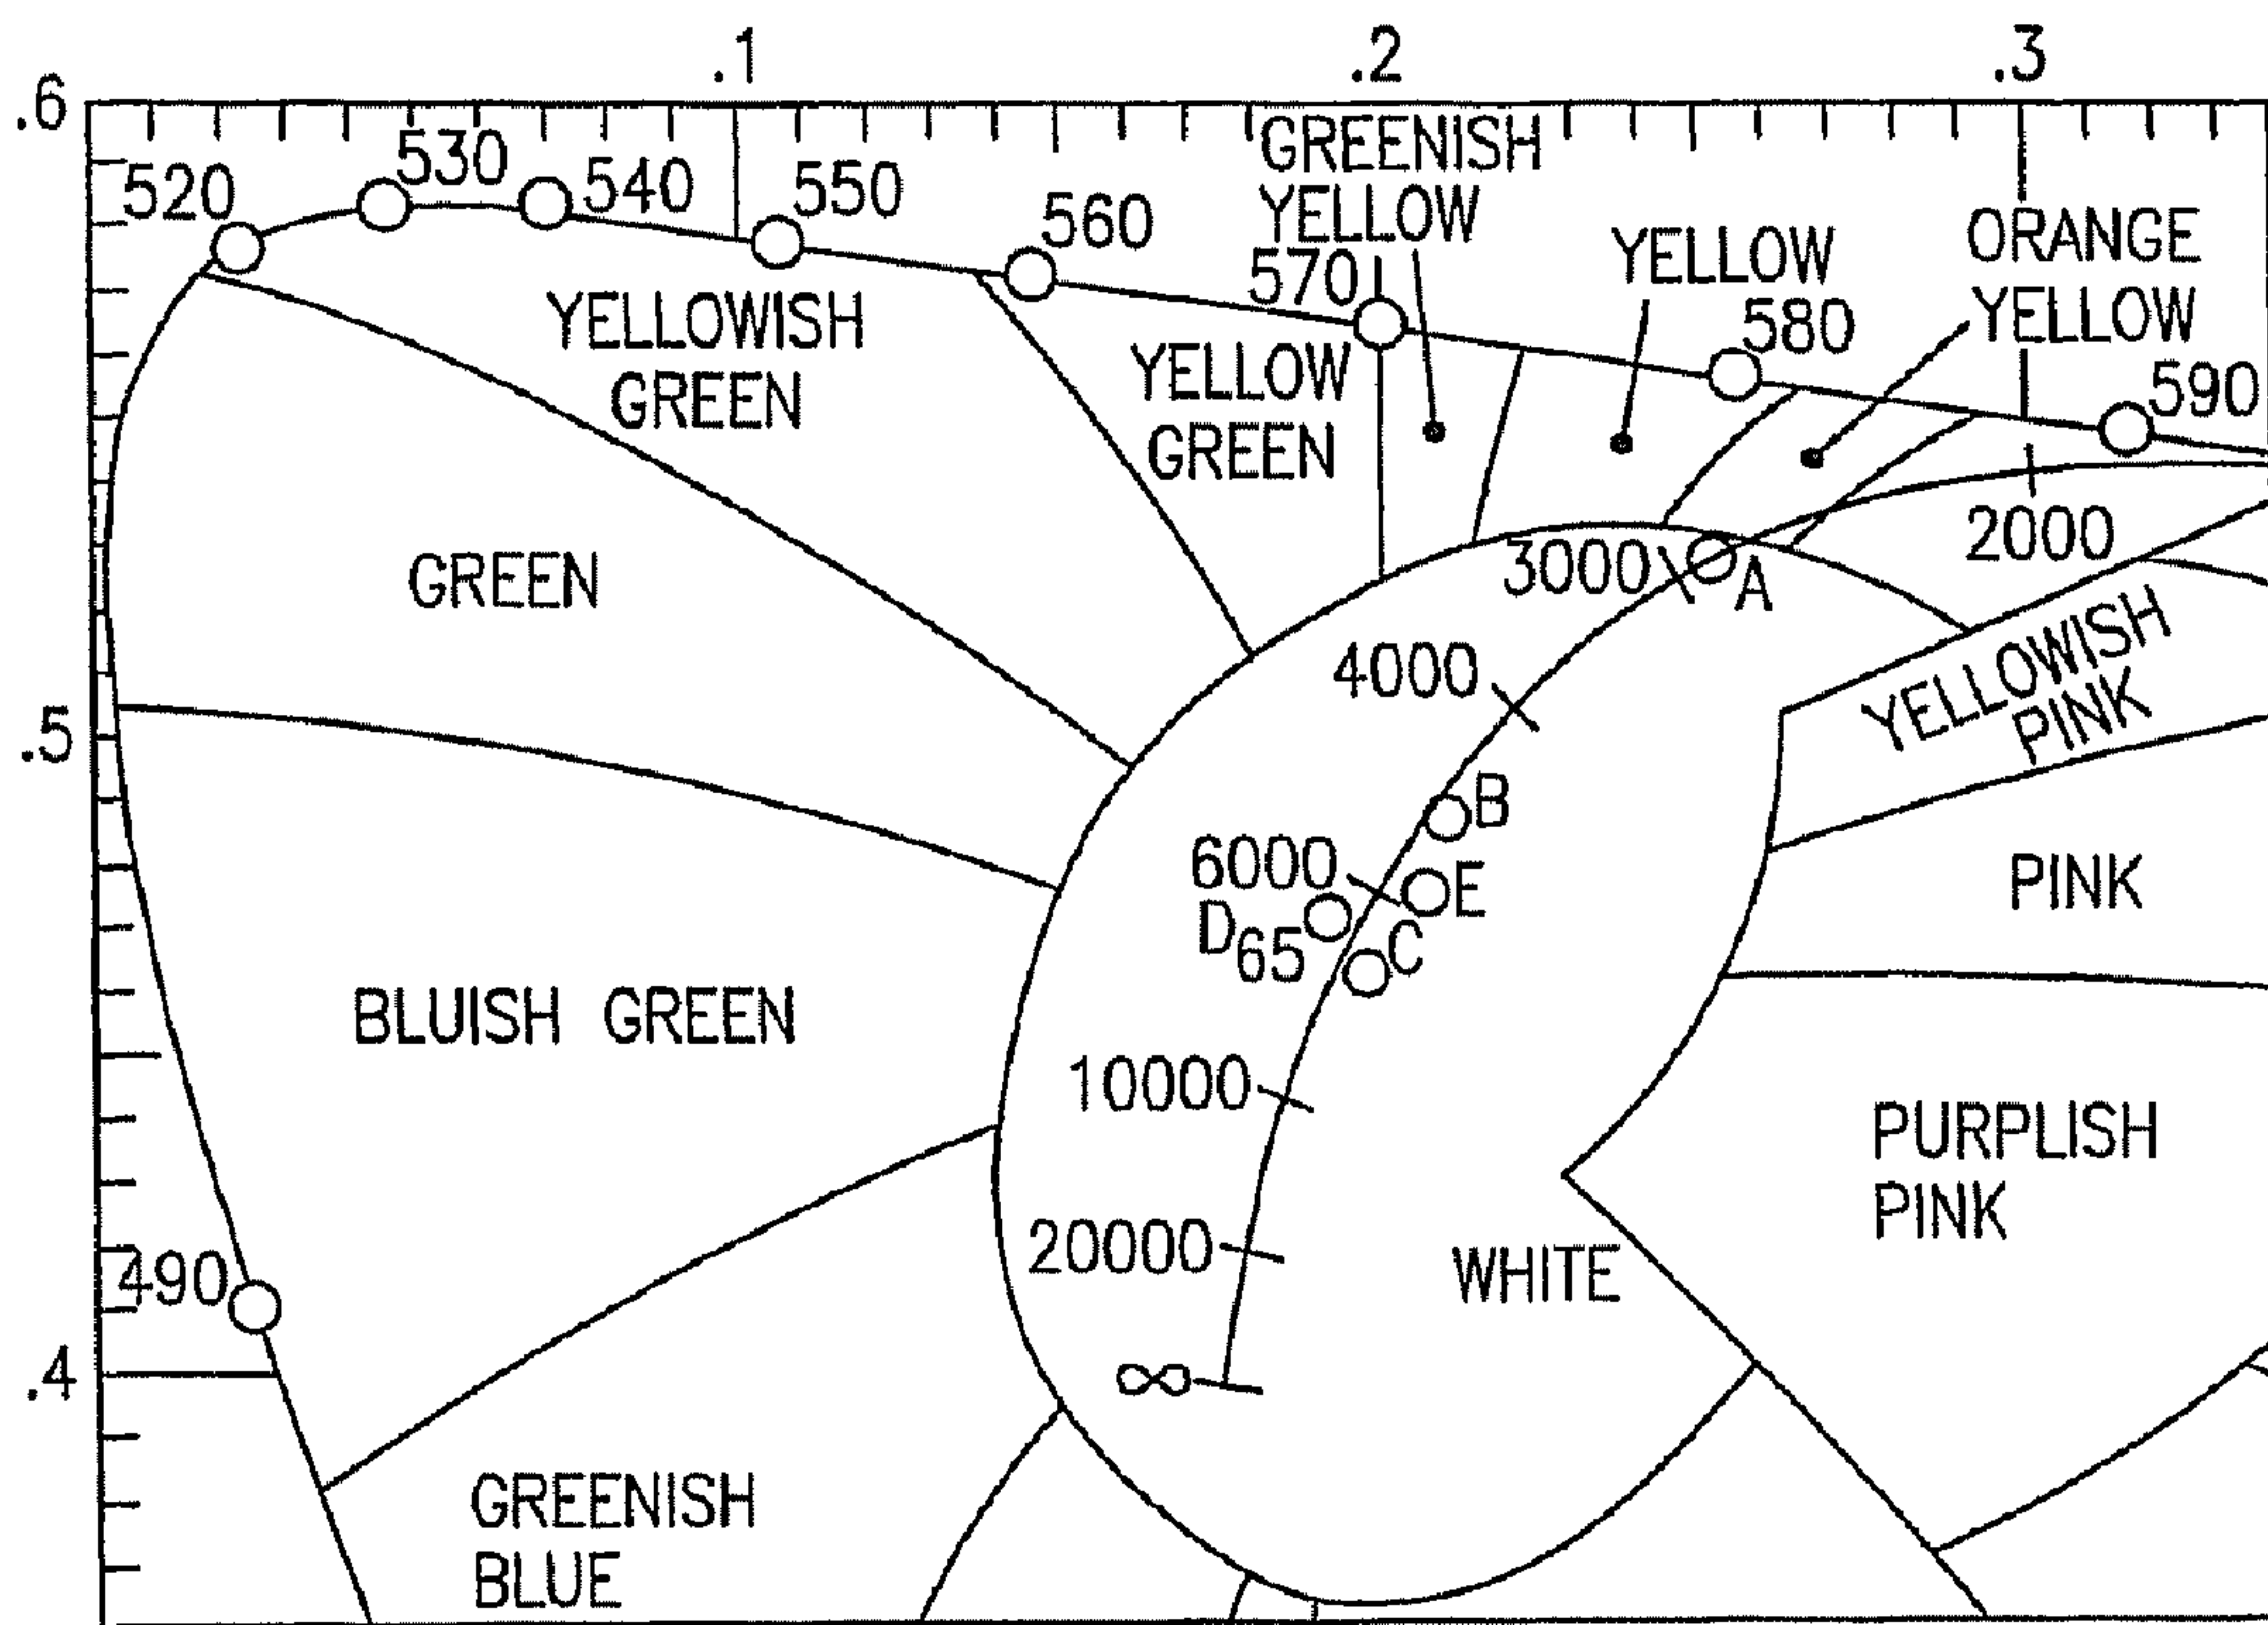 .1
.2
.3
.6
520
530
540
550
560
GREENISH
YELLOW
570
YELLOW
580
ORANGE
YELLOW
590
YELLOWISH
GREEN
YELLOW
GREEN
GREEN
3000
A
2000
4000
YELLOWISH
PINK
.5
B
6000
E
D65
C
PINK
BLUISH GREEN
10000
PURPLISH
PINK
20000
WHITE
490
.4
∞
GREENISH
BLUE